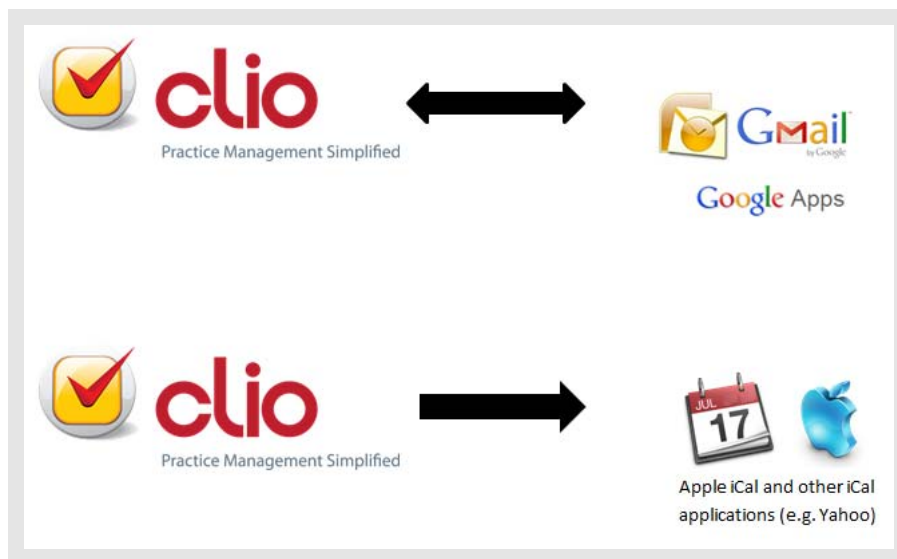 clio
Practice Management Simplified
Gmail
by Google
Google Apps
clio
Practice Management Simplified
JUL
17
Apple iCal and other iCal
applications (e.g. Yahoo)